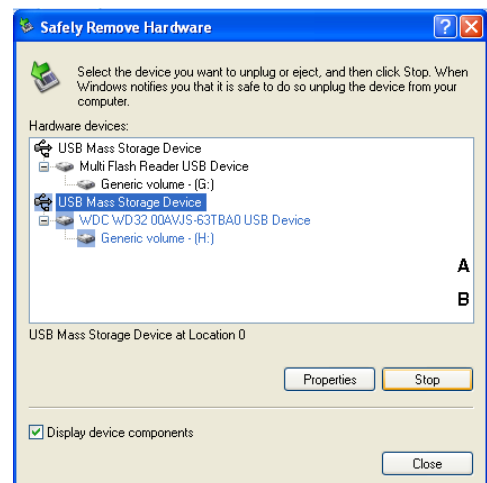 Safely Remove Hardware
Select the device you want to unplug or eject, and then click Stop. When
Windows notifies you that it is safe to do so unplug the device from your
computer.
Hardware devices:
USB Mass Storage Device
Multi Flash Reader USB Device
Generic volume - (G:)
USB Mass Storage Device
WDC WD32 00AVJS-63TBA0 USB Device
Generic volume - (H:)
A
B
USB Mass Storage Device at Location 0
Properties Stop
Display device components
Close